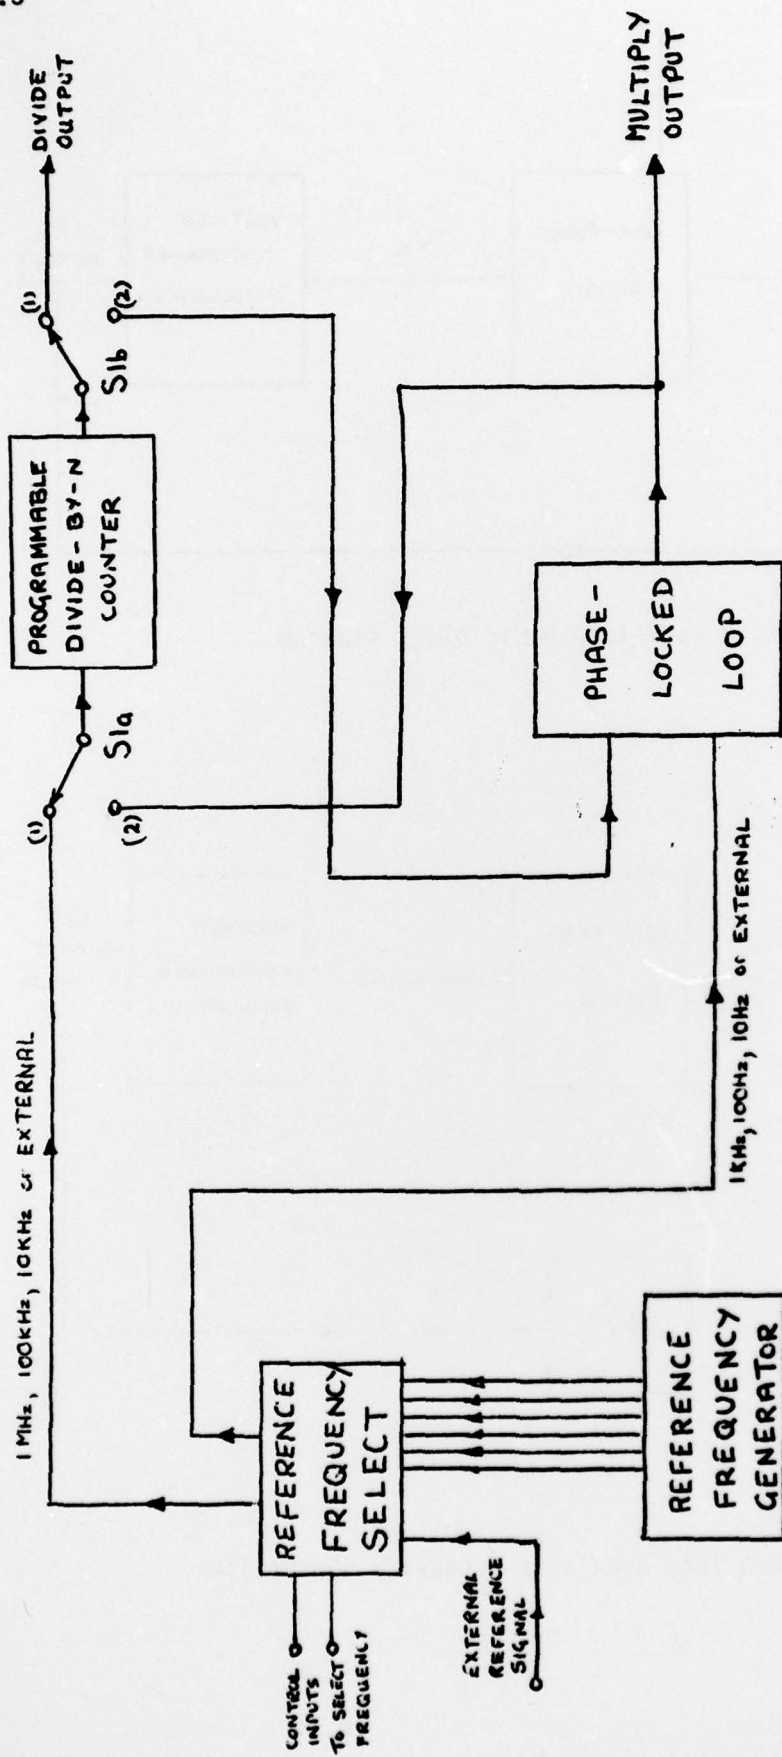 1 MHz, 100KHz, 10KHz or EXTERNAL
(1)
S1a
(2)
PROGRAMMABLE
DIVIDE-BY-N
COUNTER
(1)
S1b
(2)
DIVIDE
OUTPUT
CONTROL
INPUTS
TO SELECT
FREQUENCY
REFERENCE
FREQUENCY
SELECT
EXTERNAL
REFERENCE
SIGNAL
REFERENCE
FREQUENCY
GENERATOR
1KHz, 100Hz, 10Hz or EXTERNAL
PHASE-
LOCKED
LOOP
MULTIPLY
OUTPUT